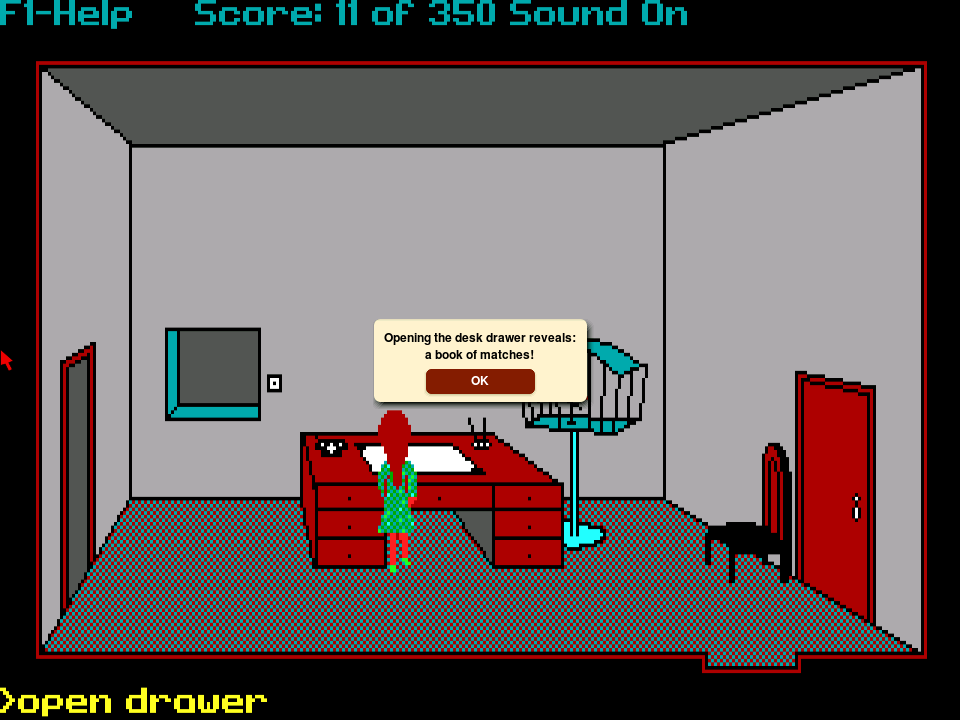 F1-Help Score: 11 of 350 Sound On
Opening the desk drawer reveals:
a book of matches!
OK
>open drawer